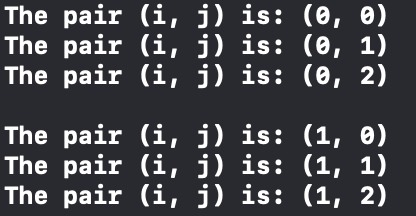 The pair (i, j) is: (0, 0)
The pair (i, j) is: (0, 1)
The pair (i, j) is: (0, 2)
The pair (i, j) is: (1, 0)
The pair (i, j) is: (1, 1)
The pair (i, j) is: (1, 2)